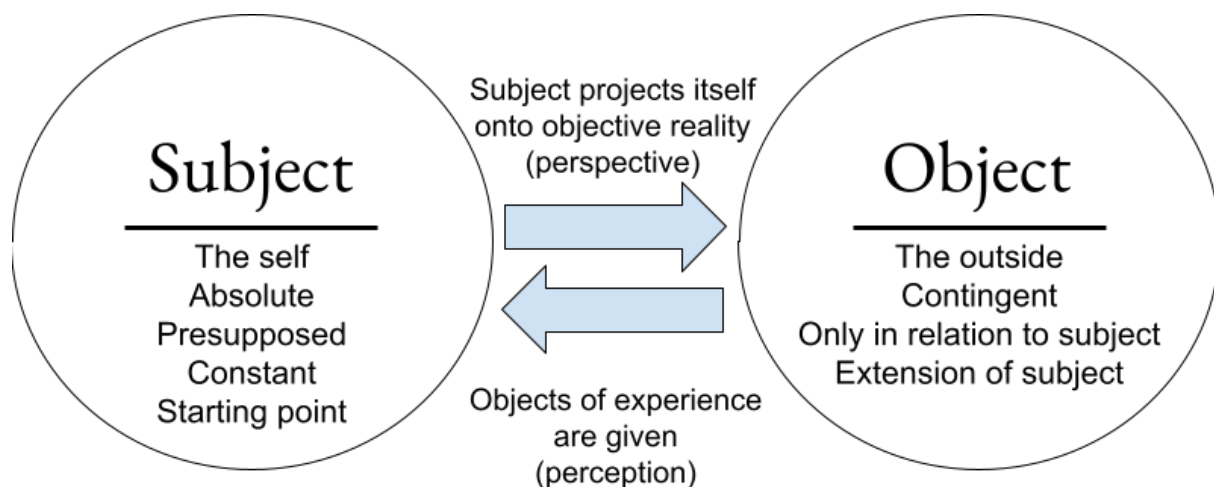 Subject
The self
Absolute
Presupposed
Constant
Starting point
Subject projects itself
onto objective reality
(perspective)
Objects of experience
are given
(perception)
Object
The outside
Contingent
Only in relation to subject
Extension of subject